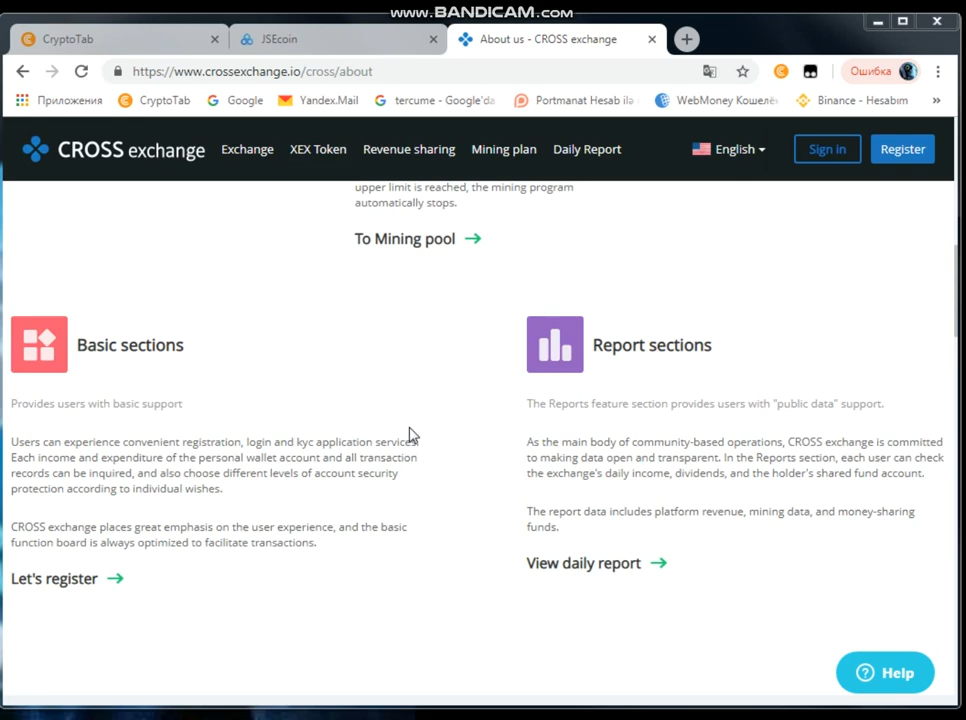 www.BANDICAM.com
CryptoTab
JSEcoin
About us - CROSS exchange
https://www.crossexchange.io/cross/about
Ошибка
Приложения
CryptoTab
Google
Yandex.Mail
tercume - Google'da
Portmanat Hesab ilə
WebMoney Кошелёк
Binance - Hesabım
»
CROSS exchange
Exchange
XEX Token
Revenue sharing
Mining plan
Daily Report
English
Sign in
Register
upper limit is reached, the mining program
automatically stops.
To Mining pool
Basic sections
Provides users with basic support
Users can experience convenient registration, login and kyc application services.
Each income and expenditure of the personal wallet account and all transaction
records can be inquired, and also choose different levels of account security
protection according to individual wishes.
CROSS exchange places great emphasis on the user experience, and the basic
function board is always optimized to facilitate transactions.
Let's register
Report sections
The Reports feature section provides users with "public data" support.
As the main body of community-based operations, CROSS exchange is committed
to making data open and transparent. In the Reports section, each user can check
the exchange's daily income, dividends, and the holder's shared fund account.
The report data includes platform revenue, mining data, and money-sharing
funds.
View daily report
Help